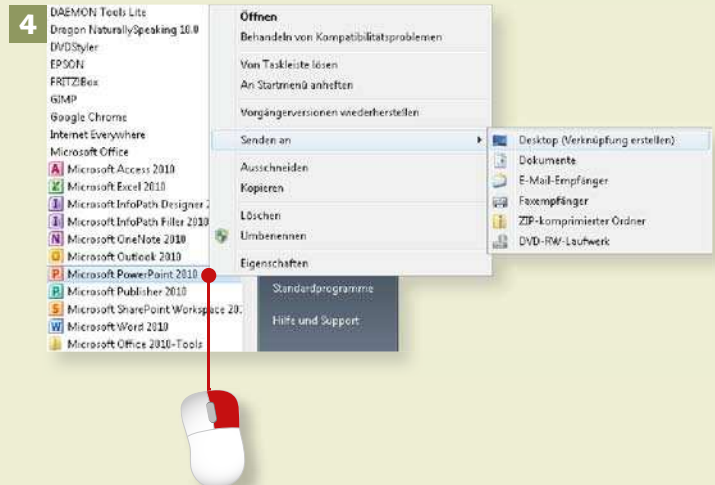 4
DAEMON Tools Lite
Dragon NaturallySpeaking 10.0
DVDStyler
EPSON
FRITZ!Box
GIMP
Google Chrome
Internet Everywhere
Microsoft Office
Microsoft Access 2010
Microsoft Excel 2010
Microsoft InfoPath Designer 2
Microsoft InfoPath Filler 2010
Microsoft OneNote 2010
Microsoft Outlook 2010
Microsoft PowerPoint 2010
Microsoft Publisher 2010
Microsoft SharePoint Workspace 20
Microsoft Word 2010
Microsoft Office 2010-Tools
Öffnen
Behandeln von Kompatibilitätsproblemen
Von Taskleiste lösen
An Startmenü anheften
Vorgängerversionen wiederherstellen
Senden an
Ausschneiden
Kopieren
Löschen
Umbenennen
Eigenschaften
Desktop (Verknüpfung erstellen)
Dokumente
E-Mail-Empfänger
Faxempfänger
ZIP-komprimierter Ordner
DVD-RW-Laufwerk
Standardprogramme
Hilfe und Support